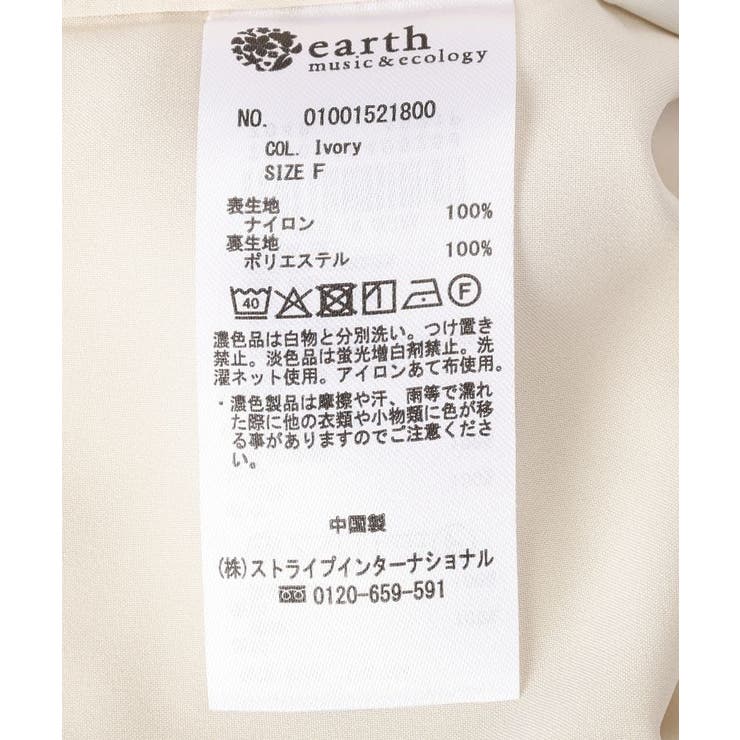 earth
music&ecology
NO. 01001521800
COL. Ivory
SIZE F
表生地
ナイロン 100%
裏生地
ポリエステル 100%
40 F
濃色品は白物と分別洗い。つけ置き
禁止。淡色品は蛍光増白剤禁止。洗
濯ネット使用。アイロンあて布使用。
・濃色製品は摩擦や汗、雨等で濡れ
た際に他の衣類や小物類に色が移
る事がありますのでご注意くださ
い。
中国製
(株)ストライプインターナショナル
0120-659-591